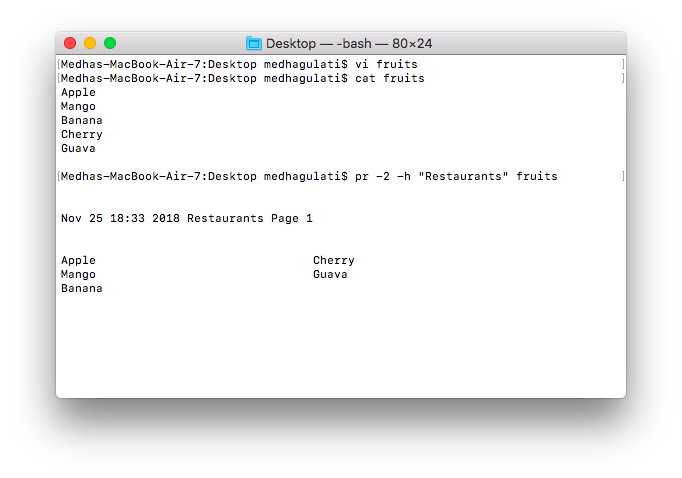 Desktop — -bash — 80×24
[Medhas-MacBook-Air-7:Desktop medhagulati$ vi fruits ]
[Medhas-MacBook-Air-7:Desktop medhagulati$ cat fruits ]
Apple
Mango
Banana
Cherry
Guava
[Medhas-MacBook-Air-7:Desktop medhagulati$ pr -2 -h "Restaurants" fruits ]
Nov 25 18:33 2018 Restaurants Page 1
Apple Cherry
Mango Guava
Banana